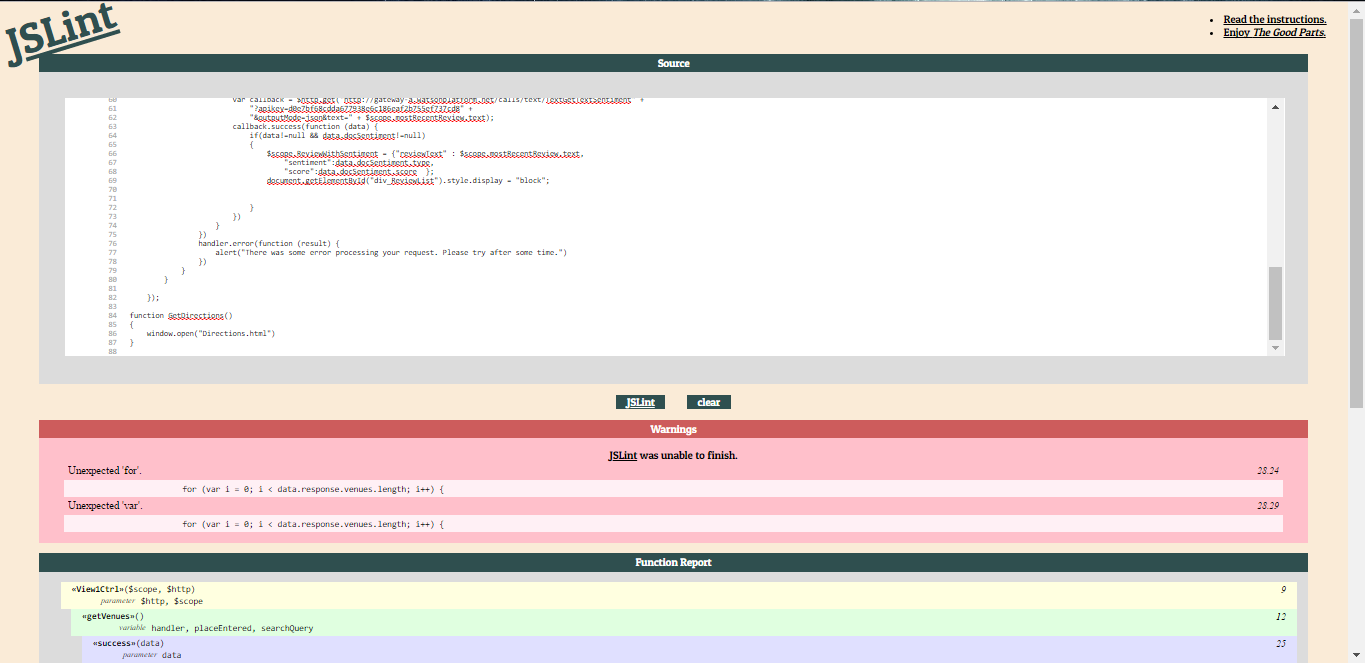 JSLint
• Read the instructions.
• Enjoy The Good Parts.
Source
60 var callback = $http.get( http://gateway-a.watsonplatform.net/calls/text/TextGetTextSentiment +
61 "?apikey= +
62 "&outputMode=json&text=" + $scope.mostRecentReview.text);
63 callback.success(function (data) {
64 if(data!=null && data.docSentiment!=null)
65 {
66 $scope.ReviewWithSentiment = {"reviewText" : $scope.mostRecentReview.text,
67 "sentiment":data.docSentiment.type,
68 "score":data.docSentiment.score };
69 document.getElementById("div_ReviewList").style.display = "block";
70
71
72 }
73 })
74 }
75 })
76 handler.error(function (result) {
77 alert("There was some error processing your request. Please try after some time.")
78 })
79 }
80 }
81
82 });
83
84 function GetDirections()
85 {
86 window.open("Directions.html")
87 }
88
JSLint clear
Warnings
JSLint was unable to finish.
Unexpected 'for'. 28.24
for (var i = 0; i < data.response.venues.length; i++) {
Unexpected 'var'. 28.29
for (var i = 0; i < data.response.venues.length; i++) {
Function Report
«View1Ctrl»($scope, $http) 9
parameter $http, $scope
«getVenues»() 12
variable handler, placeEntered, searchQuery
«success»(data) 25
parameter data